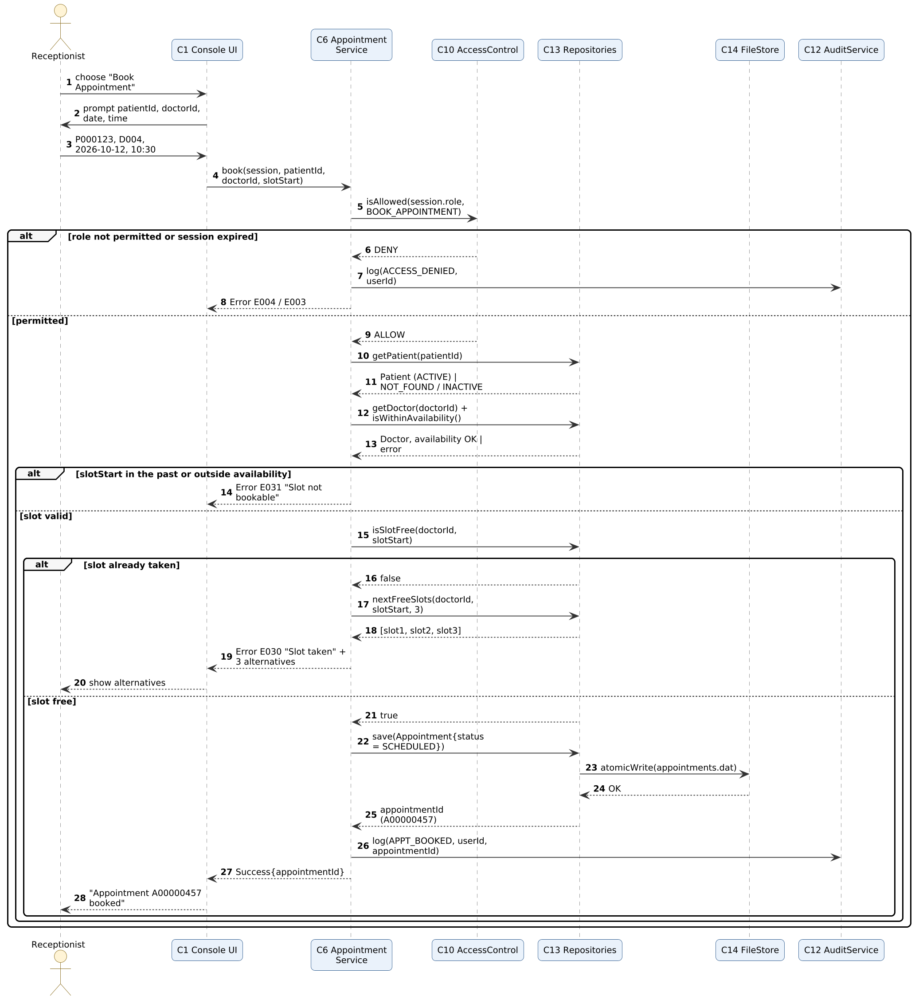 Receptionist
C1 Console UI
C6 Appointment
Service
C10 AccessControl
C13 Repositories
C14 FileStore
C12 AuditService
1 choose "Book
Appointment"
2 prompt patientId, doctorId,
date, time
3 P000123, D004,
2026-10-12, 10:30
4 book(session, patientId,
doctorId, slotStart)
5 isAllowed(session.role,
BOOK_APPOINTMENT)
alt [role not permitted or session expired]
6 DENY
7 log(ACCESS_DENIED,
userId)
8 Error E004 / E003
[permitted]
9 ALLOW
10 getPatient(patientId)
11 Patient (ACTIVE) |
NOT_FOUND / INACTIVE
12 getDoctor(doctorId) +
isWithinAvailability()
13 Doctor, availability OK |
error
alt [slotStart in the past or outside availability]
14 Error E031 "Slot not
bookable"
[slot valid]
15 isSlotFree(doctorId,
slotStart)
alt [slot already taken]
16 false
17 nextFreeSlots(doctorId,
slotStart, 3)
18 [slot1, slot2, slot3]
19 Error E030 "Slot taken" +
3 alternatives
20 show alternatives
[slot free]
21 true
22 save(Appointment{status
= SCHEDULED})
23 atomicWrite(appointments.dat)
24 OK
25 appointmentId
(A00000457)
26 log(APPT_BOOKED, userId,
appointmentId)
27 Success{appointmentId}
28 "Appointment A00000457
booked"
Receptionist
C1 Console UI
C6 Appointment
Service
C10 AccessControl
C13 Repositories
C14 FileStore
C12 AuditService